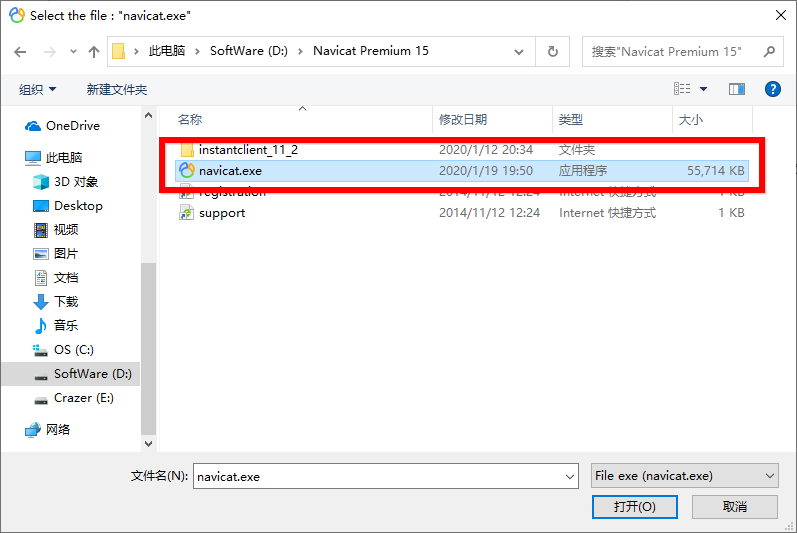 Select the file : "navicat.exe"
此电脑 SoftWare (D:) Navicat Premium 15
搜索"Navicat Premium 15"
组织 新建文件夹
名称 修改日期 类型 大小
instantclient_11_2 2020/1/12 20:34 文件夹
navicat.exe 2020/1/19 19:50 应用程序 55,714 KB
registration 2014/11/12 12:24 Internet 快捷方式 1 KB
support 2014/11/12 12:24 Internet 快捷方式 1 KB
OneDrive
此电脑
3D 对象
Desktop
视频
图片
文档
下载
音乐
OS (C:)
SoftWare (D:)
Crazer (E:)
网络
文件名(N): navicat.exe File exe (navicat.exe)
打开(O) 取消